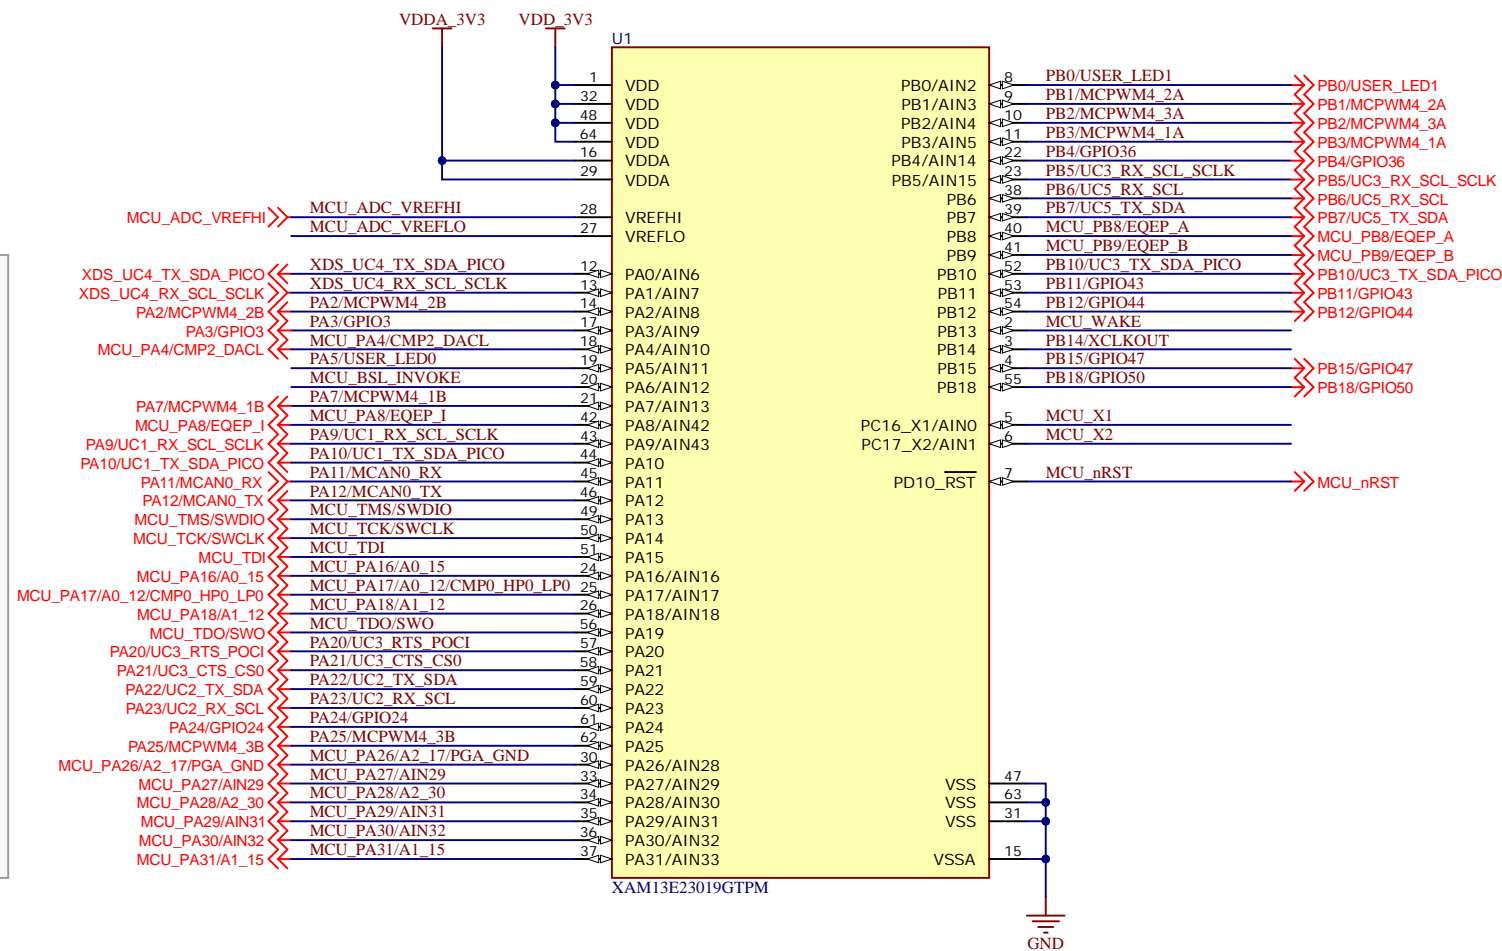 VDDA_3V3 VDD_3V3
U1
1 VDD
32 VDD
48 VDD
64 VDD
16 VDDA
29 VDDA
MCU_ADC_VREFHI MCU_ADC_VREFHI 28 VREFHI
MCU_ADC_VREFLO 27 VREFLO
XDS_UC4_TX_SDA_PICO XDS_UC4_TX_SDA_PICO 12 PA0/AIN6
XDS_UC4_RX_SCL_SCLK XDS_UC4_RX_SCL_SCLK 13 PA1/AIN7
PA2/MCPWM4_2B PA2/MCPWM4_2B 14 PA2/AIN8
PA3/GPIO3 PA3/GPIO3 17 PA3/AIN9
MCU_PA4/CMP2_DACL MCU_PA4/CMP2_DACL 18 PA4/AIN10
PA5/USER_LED0 19 PA5/AIN11
MCU_BSL_INVOKE 20 PA6/AIN12
PA7/MCPWM4_1B PA7/MCPWM4_1B 21 PA7/AIN13
MCU_PA8/EQEP_I MCU_PA8/EQEP_I 42 PA8/AIN42
PA9/UC1_RX_SCL_SCLK PA9/UC1_RX_SCL_SCLK 43 PA9/AIN43
PA10/UC1_TX_SDA_PICO PA10/UC1_TX_SDA_PICO 44 PA10
PA11/MCAN0_RX PA11/MCAN0_RX 45 PA11
PA12/MCAN0_TX PA12/MCAN0_TX 46 PA12
MCU_TMS/SWDIO MCU_TMS/SWDIO 49 PA13
MCU_TCK/SWCLK MCU_TCK/SWCLK 50 PA14
MCU_TDI MCU_TDI 51 PA15
MCU_PA16/A0_15 MCU_PA16/A0_15 24 PA16/AIN16
MCU_PA17/A0_12/CMP0_HP0_LP0 MCU_PA17/A0_12/CMP0_HP0_LP0 25 PA17/AIN17
MCU_PA18/A1_12 MCU_PA18/A1_12 26 PA18/AIN18
MCU_TDO/SWO MCU_TDO/SWO 56 PA19
PA20/UC3_RTS_POCI PA20/UC3_RTS_POCI 57 PA20
PA21/UC3_CTS_CS0 PA21/UC3_CTS_CS0 58 PA21
PA22/UC2_TX_SDA PA22/UC2_TX_SDA 59 PA22
PA23/UC2_RX_SCL PA23/UC2_RX_SCL 60 PA23
PA24/GPIO24 PA24/GPIO24 61 PA24
PA25/MCPWM4_3B PA25/MCPWM4_3B 62 PA25
MCU_PA26/A2_17/PGA_GND MCU_PA26/A2_17/PGA_GND 30 PA26/AIN28
MCU_PA27/AIN29 MCU_PA27/AIN29 33 PA27/AIN29
MCU_PA28/A2_30 MCU_PA28/A2_30 34 PA28/AIN30
MCU_PA29/AIN31 MCU_PA29/AIN31 35 PA29/AIN31
MCU_PA30/AIN32 MCU_PA30/AIN32 36 PA30/AIN32
MCU_PA31/A1_15 MCU_PA31/A1_15 37 PA31/AIN33
XAM13E23019GTPM
PB0/AIN2 8 PB0/USER_LED1 PB0/USER_LED1
PB1/AIN3 9 PB1/MCPWM4_2A PB1/MCPWM4_2A
PB2/AIN4 10 PB2/MCPWM4_3A PB2/MCPWM4_3A
PB3/AIN5 11 PB3/MCPWM4_1A PB3/MCPWM4_1A
PB4/AIN14 22 PB4/GPIO36 PB4/GPIO36
PB5/AIN15 23 PB5/UC3_RX_SCL_SCLK PB5/UC3_RX_SCL_SCLK
PB6 38 PB6/UC5_RX_SCL PB6/UC5_RX_SCL
PB7 39 PB7/UC5_TX_SDA PB7/UC5_TX_SDA
PB8 40 MCU_PB8/EQEP_A MCU_PB8/EQEP_A
PB9 41 MCU_PB9/EQEP_B MCU_PB9/EQEP_B
PB10 52 PB10/UC3_TX_SDA_PICO PB10/UC3_TX_SDA_PICO
PB11 53 PB11/GPIO43 PB11/GPIO43
PB12 54 PB12/GPIO44 PB12/GPIO44
PB13 2 MCU_WAKE
PB14 3 PB14/XCLKOUT
PB15 4 PB15/GPIO47 PB15/GPIO47
PB18 55 PB18/GPIO50 PB18/GPIO50
PC16_X1/AIN0 5 MCU_X1
PC17_X2/AIN1 6 MCU_X2
PD10_RST 7 MCU_nRST MCU_nRST
VSS 47
VSS 63
VSS 31
VSSA 15
GND